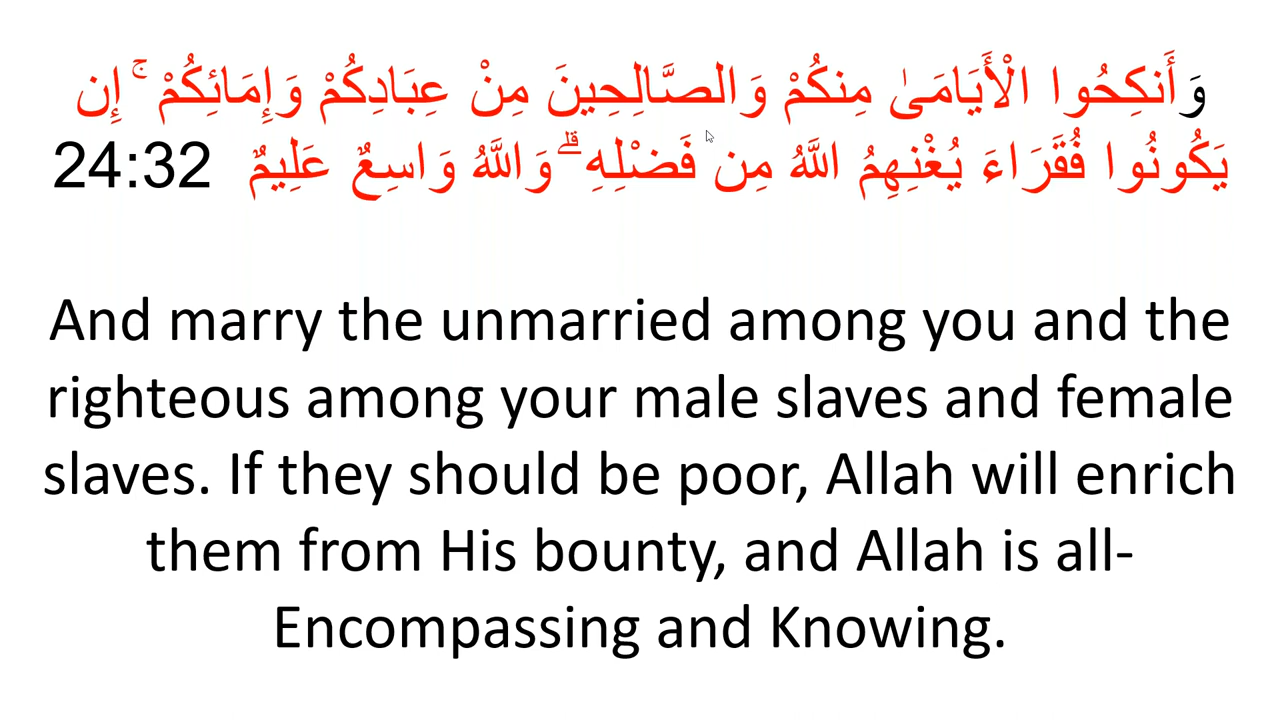 وَأَنكِحُوا الْأَيَامَىٰ مِنكُمْ وَالصَّالِحِينَ مِنْ عِبَادِكُمْ وَإِمَائِكُمْ ۚ إِن
يَكُونُوا فُقَرَاءَ يُغْنِهِمُ اللَّهُ مِن فَضْلِهِ ۗ وَاللَّهُ وَاسِعٌ عَلِيمٌ 24:32
And marry the unmarried among you and the
righteous among your male slaves and female
slaves. If they should be poor, Allah will enrich
them from His bounty, and Allah is all-
Encompassing and Knowing.